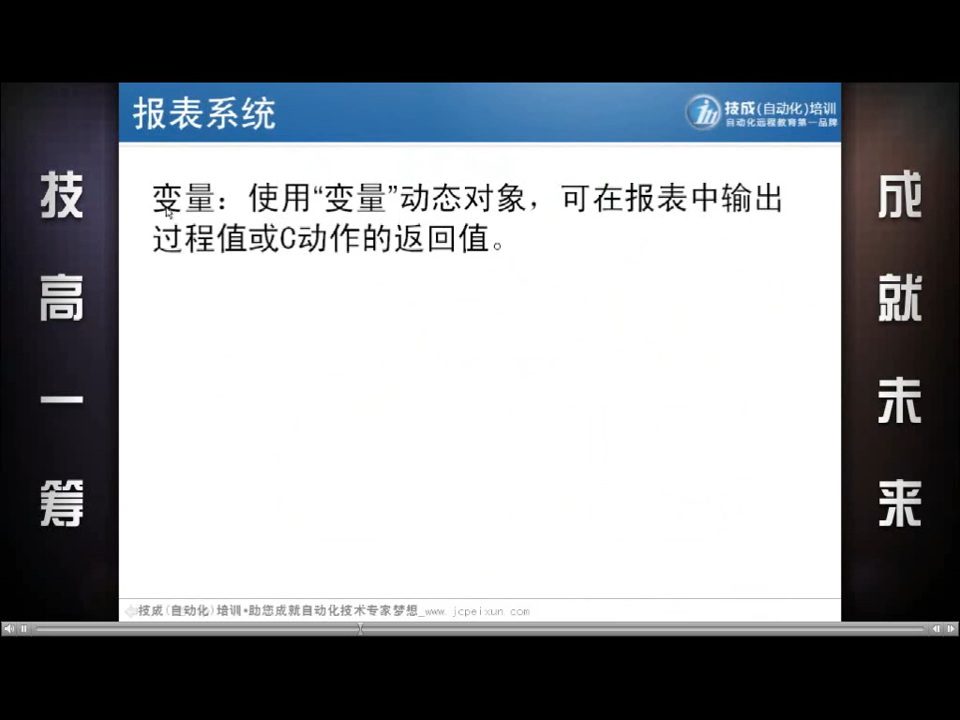 报表系统
技成(自动化)培训
自动化远程教育第一品牌
变量：使用“变量”动态对象，可在报表中输出
过程值或C动作的返回值。
技高一筹
成就未来
技成(自动化)培训•助您成就自动化技术专家梦想_www.jcpeixun.com